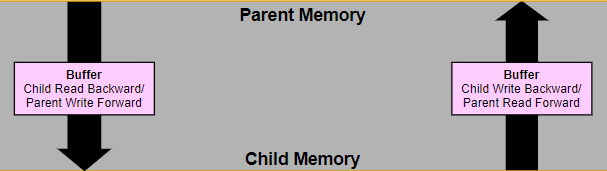 Parent Memory
Buffer
Child Read Backward/
Parent Write Forward
Buffer
Child Write Backward/
Parent Read Forward
Child Memory